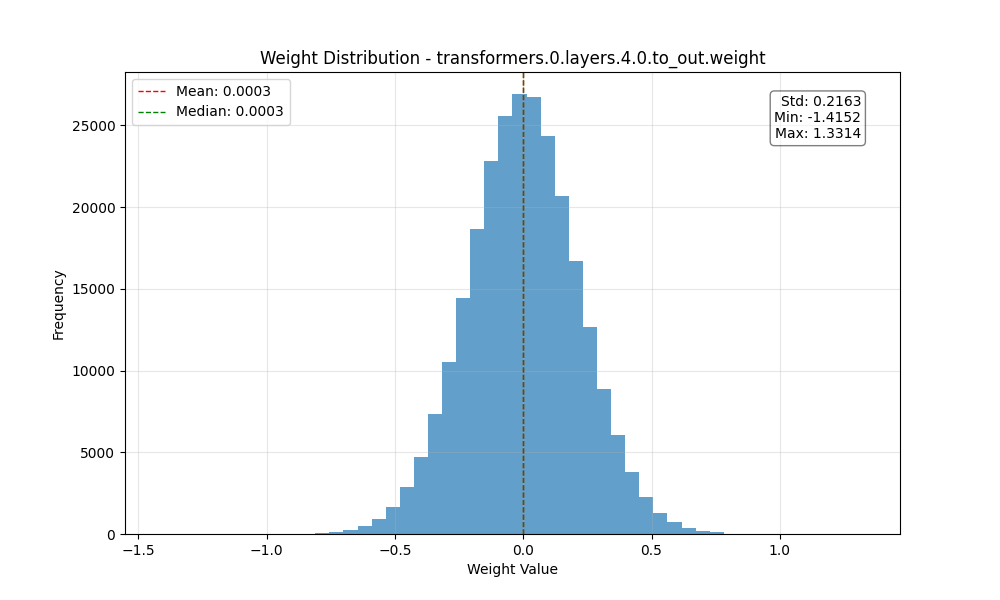 Weight Distribution - transformers.0.layers.4.0.to_out.weight
Mean: 0.0003
Median: 0.0003
Std: 0.2163
Min: -1.4152
Max: 1.3314
Frequency
25000
20000
15000
10000
5000
0
−1.5
−1.0
−0.5
0.0
0.5
1.0
Weight Value